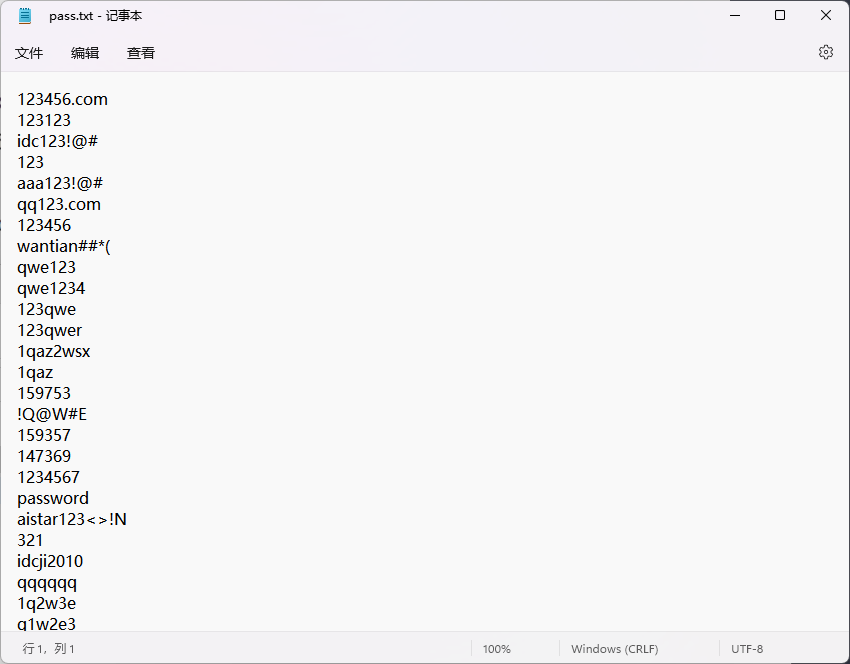 pass.txt - 记事本
文件 编辑 查看
123456.com
123123
idc123!@#
123
aaa123!@#
qq123.com
123456
wantian##*(
qwe123
qwe1234
123qwe
123qwer
1qaz2wsx
1qaz
159753
!Q@W#E
159357
147369
1234567
password
aistar123<>!N
321
idcji2010
qqqqqq
1q2w3e
q1w2e3
行 1，列 1 100% Windows (CRLF) UTF-8